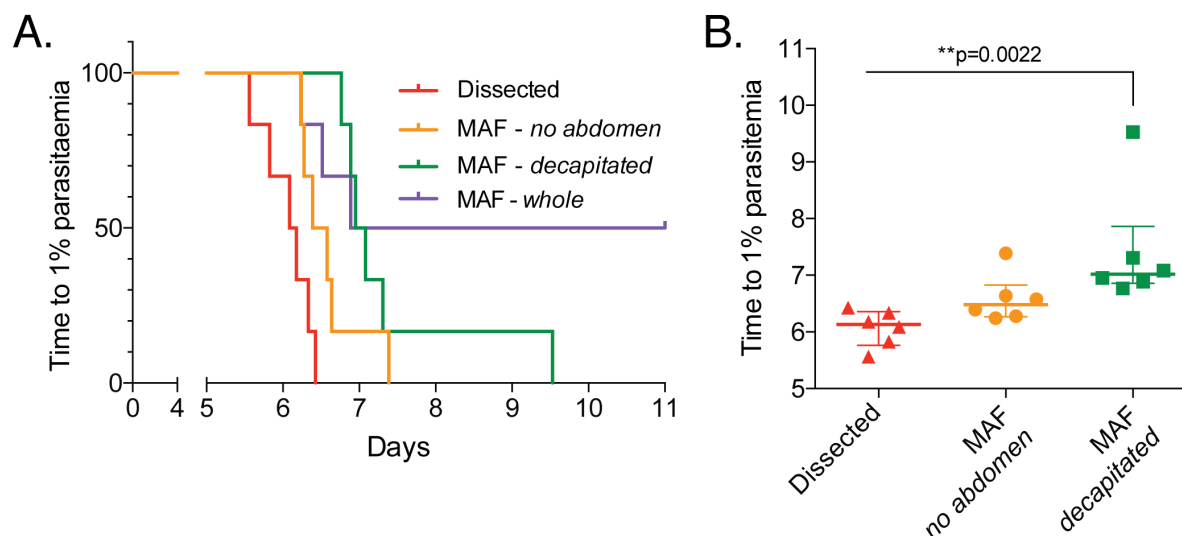 A.
Time to 1% parasitaemia
100
50
0
0 4 5 6 7 8 9 10 11
Days
Dissected
MAF - no abdomen
MAF - decapitated
MAF - whole
B.
Time to 1% parasitemia
11
10
9
8
7
6
5
**p=0.0022
Dissected
MAF
no abdomen
MAF
decapitated